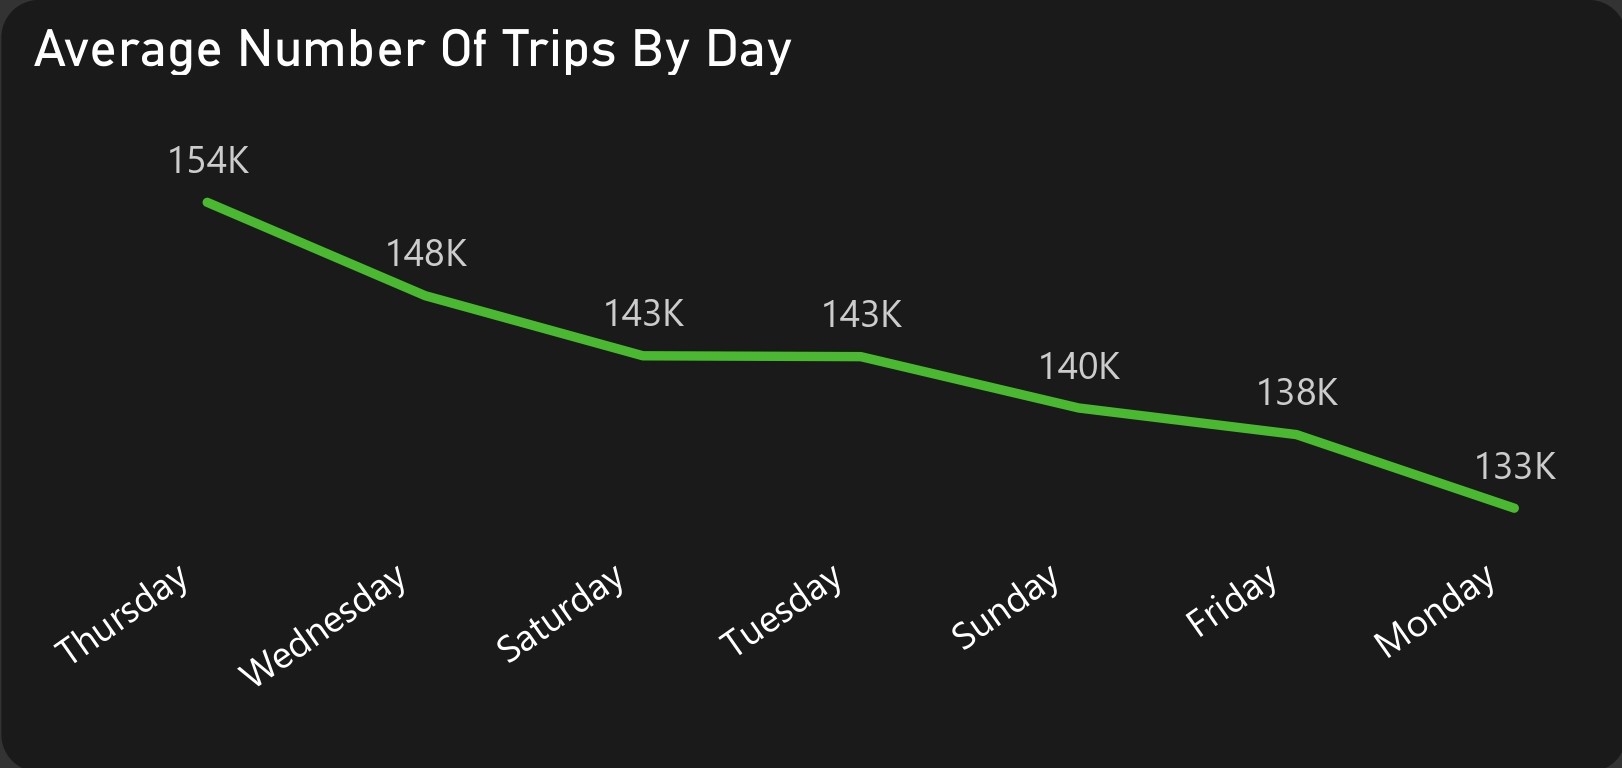 Average Number Of Trips By Day
154K
148K
143K
143K
140K
138K
133K
Thursday
Wednesday
Saturday
Tuesday
Sunday
Friday
Monday